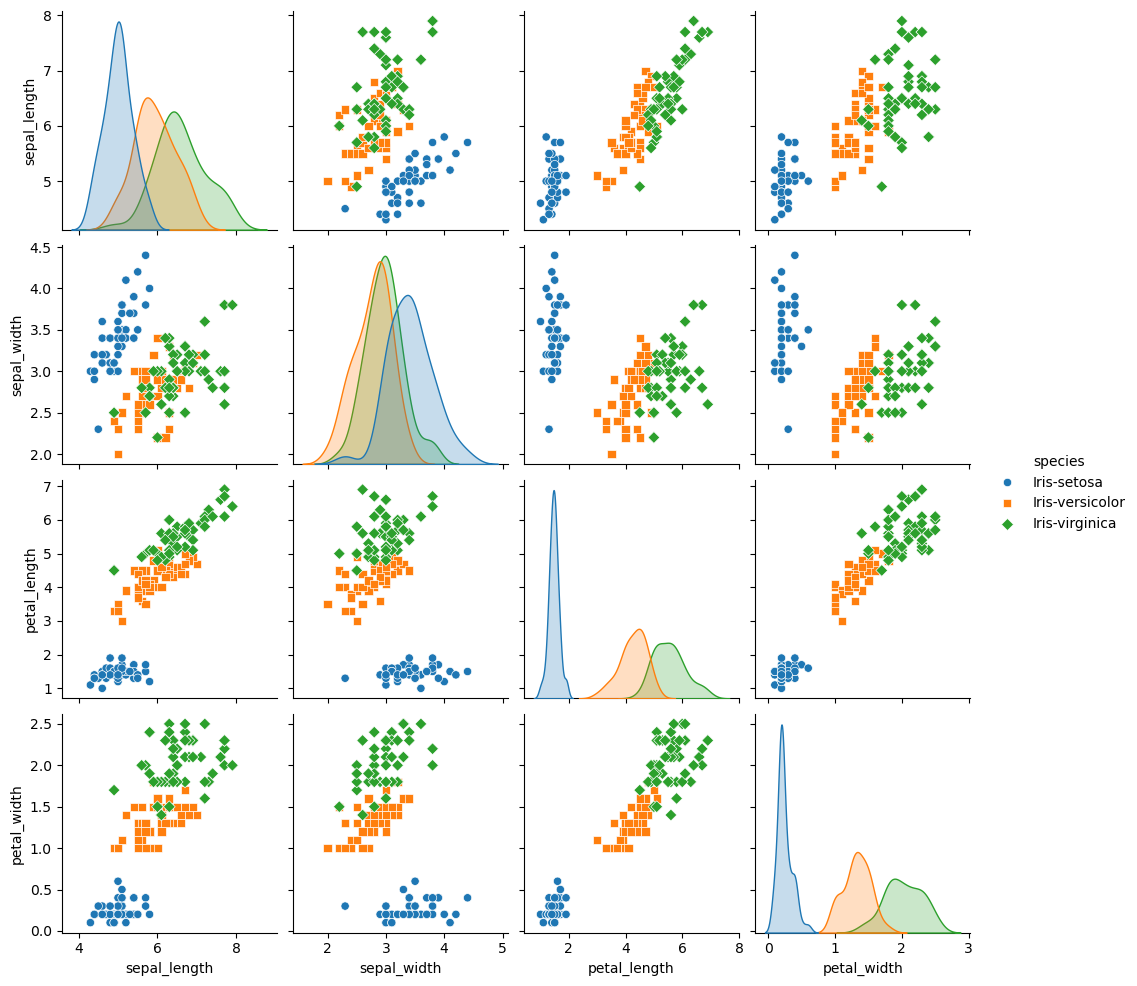 8
7
6
5
sepal_length
4.5
4.0
3.5
3.0
2.5
2.0
sepal_width
7
6
5
4
3
2
1
petal_length
species
Iris-setosa
Iris-versicolor
Iris-virginica
2.5
2.0
1.5
1.0
0.5
0.0
petal_width
4 6 8
2 3 4 5
2 4 6 8
0 1 2 3
sepal_length sepal_width petal_length petal_width